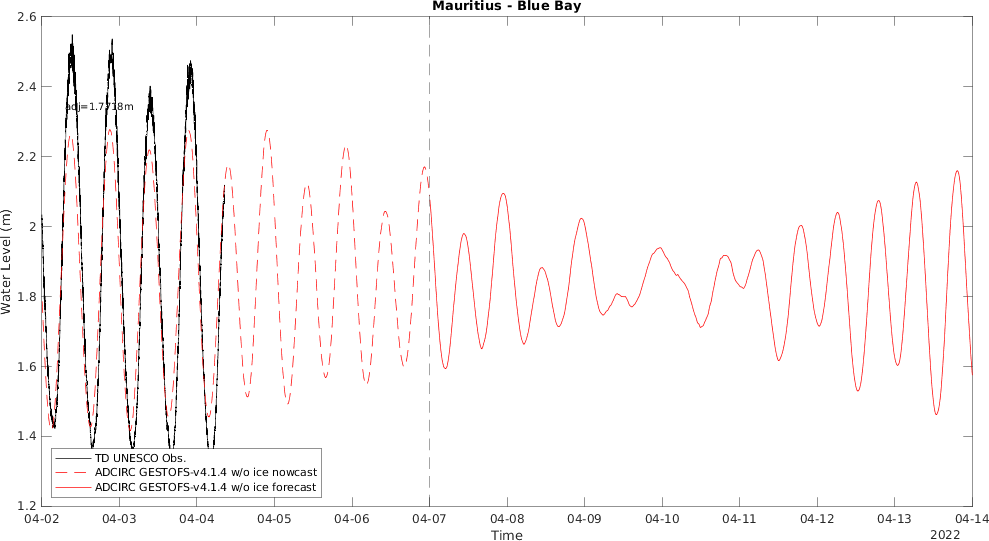 Mauritius - Blue Bay
2.6
2.4
2.2
2
1.8
1.6
1.4
1.2
Water Level (m)
adj=1.7718m
TD UNESCO Obs.
ADCIRC GESTOFS-v4.1.4 w/o ice nowcast
ADCIRC GESTOFS-v4.1.4 w/o ice forecast
04-02 04-03 04-04 04-05 04-06 04-07 04-08 04-09 04-10 04-11 04-12 04-13 04-14
Time
2022